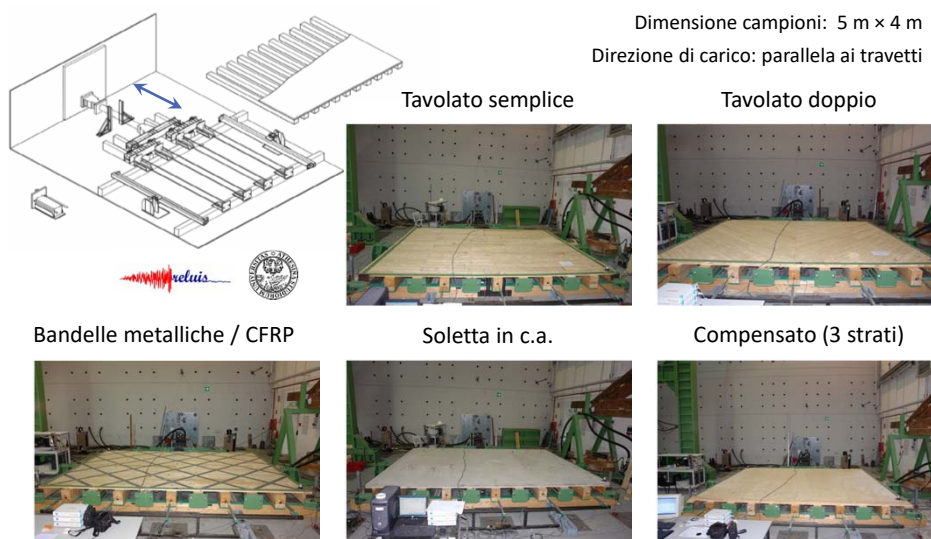 Dimensione campioni: 5 m × 4 m
Direzione di carico: parallela ai travetti
Tavolato semplice
Tavolato doppio
reluis
Bandelle metalliche / CFRP
Soletta in c.a.
Compensato (3 strati)